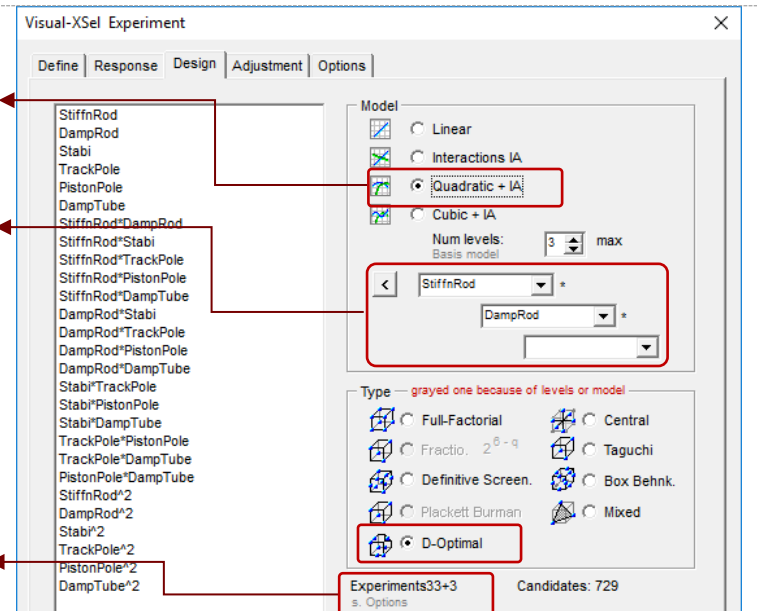 Visual-XSel Experiment
Define Response Design Adjustment Options
StiffnRod
DampRod
Stabi
TrackPole
PistonPole
DampTube
StiffnRod*DampRod
StiffnRod*Stabi
StiffnRod*TrackPole
StiffnRod*PistonPole
StiffnRod*DampTube
DampRod*Stabi
DampRod*TrackPole
DampRod*PistonPole
DampRod*DampTube
Stabi*TrackPole
Stabi*PistonPole
Stabi*DampTube
TrackPole*PistonPole
TrackPole*DampTube
PistonPole*DampTube
StiffnRod^2
DampRod^2
Stabi^2
TrackPole^2
PistonPole^2
DampTube^2
Model
Linear
Interactions IA
Quadratic + IA
Cubic + IA
Num levels: 3 max
Basis model
< StiffnRod *
DampRod *
Type grayed one because of levels or model
Full-Factorial Central
Fractio. 2^6-q Taguchi
Definitive Screen. Box Behnk.
Plackett Burman Mixed
D-Optimal
Experiments33+3 Candidates: 729
s. Options